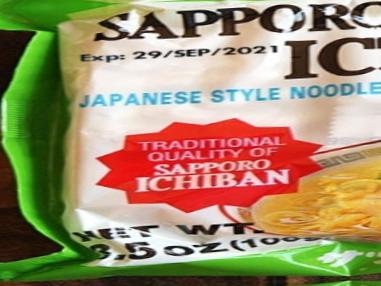 SAPPORO
Exp: 29/SEP/2021
IC
JAPANESE STYLE NOODLE
TRADITIONAL
QUALITY OF
SAPPORO
ICHIBAN
NET WT.
3.5 OZ (100